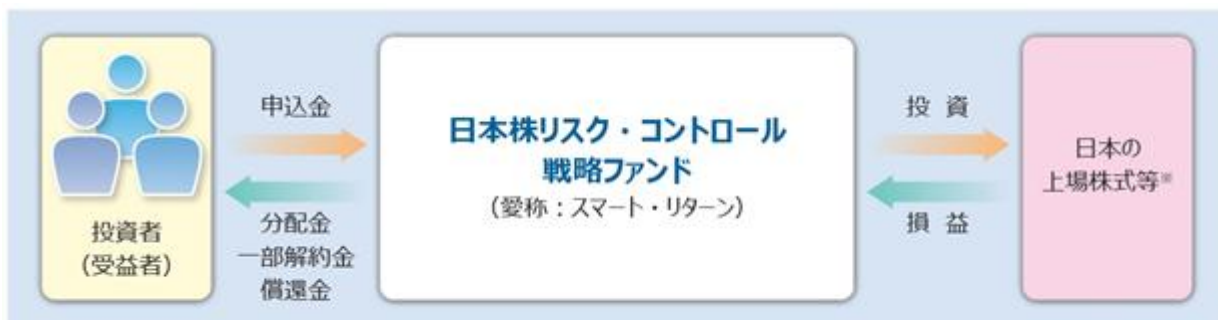 投資者
（受益者）
申込金
分配金
一部解約金
償還金
日本株リスク・コントロール
戦略ファンド
（愛称：スマート・リターン）
投 資
損 益
日本の
上場株式等※